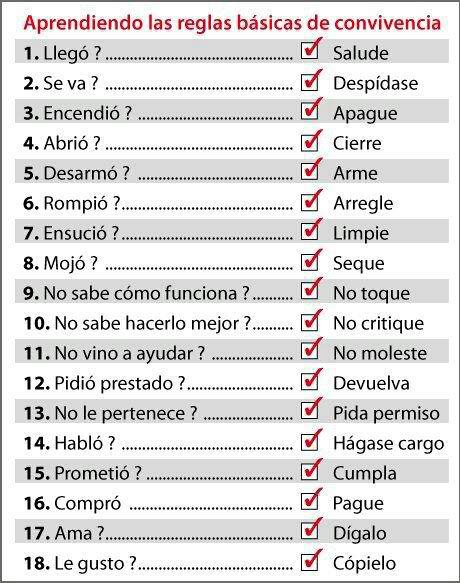 Aprendiendo las reglas básicas de convivencia
1. Llegó ? ........................................ Salude
2. Se va ? ......................................... Despídase
3. Encendió ? .................................. Apague
4. Abrió ? ......................................... Cierre
5. Desarmó ? ................................... Arme
6. Rompió ?..................................... Arregle
7. Ensució ?..................................... Limpie
8. Mojó ? ......................................... Seque
9. No sabe cómo funciona ?......... No toque
10. No sabe hacerlo mejor ?......... No critique
11. No vino a ayudar ? ................. No moleste
12. Pidió prestado ?....................... Devuelva
13. No le pertenece ? ................... Pida permiso
14. Habló ? ..................................... Hágase cargo
15. Prometió ? ................................ Cumpla
16. Compró ................................... Pague
17. Ama ? ........................................ Dígalo
18. Le gusto ?.................................. Cópielo